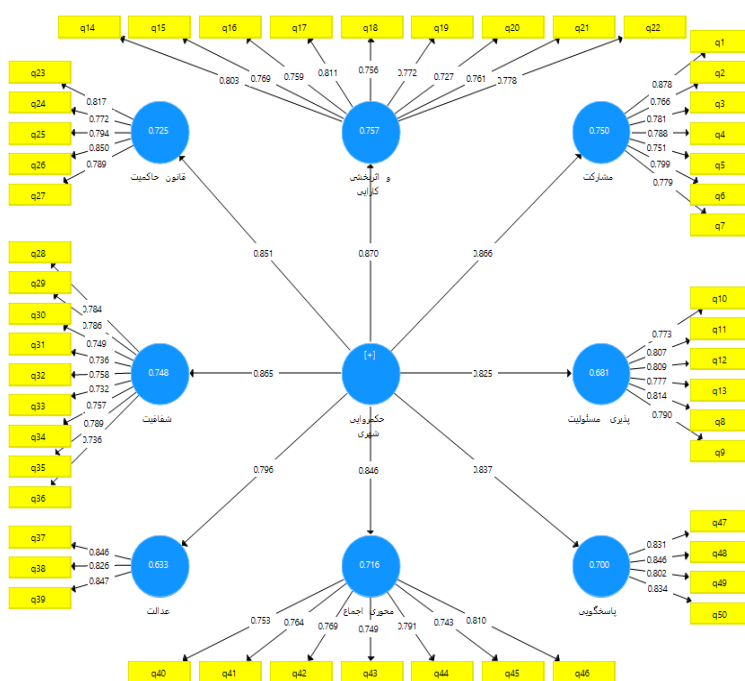 q14 q15 q16 q17 q18 q19 q20 q21 q22
0.803 0.769 0.759 0.811 0.756 0.772 0.727 0.761 0.778
q23
q24
q25
q26
q27
0.817
0.772
0.794
0.850
0.789
0.725
قانون حاکمیت
0.757
و اثربخشی
کارایی
q1
q2
q3
q4
q5
q6
q7
0.878
0.766
0.781
0.788
0.751
0.799
0.779
0.750
مشارکت
0.851
0.870
0.866
q28
q29
q30
q31
q32
q33
q34
q35
q36
0.784
0.786
0.749
0.736
0.758
0.732
0.757
0.789
0.736
0.748
شفافیت
0.865
[+]
حکمروایی
شهری
0.825
0.681
پذیری مسئولیت
q10
q11
q12
q13
q8
q9
0.773
0.807
0.809
0.777
0.814
0.790
0.796
0.846
0.837
q37
q38
q39
0.846
0.826
0.847
0.633
عدالت
0.716
محوری اجماع
0.700
پاسخگویی
q47
q48
q49
q50
0.831
0.846
0.802
0.834
0.753 0.764 0.769 0.749 0.791 0.743 0.810
q40 q41 q42 q43 q44 q45 q46